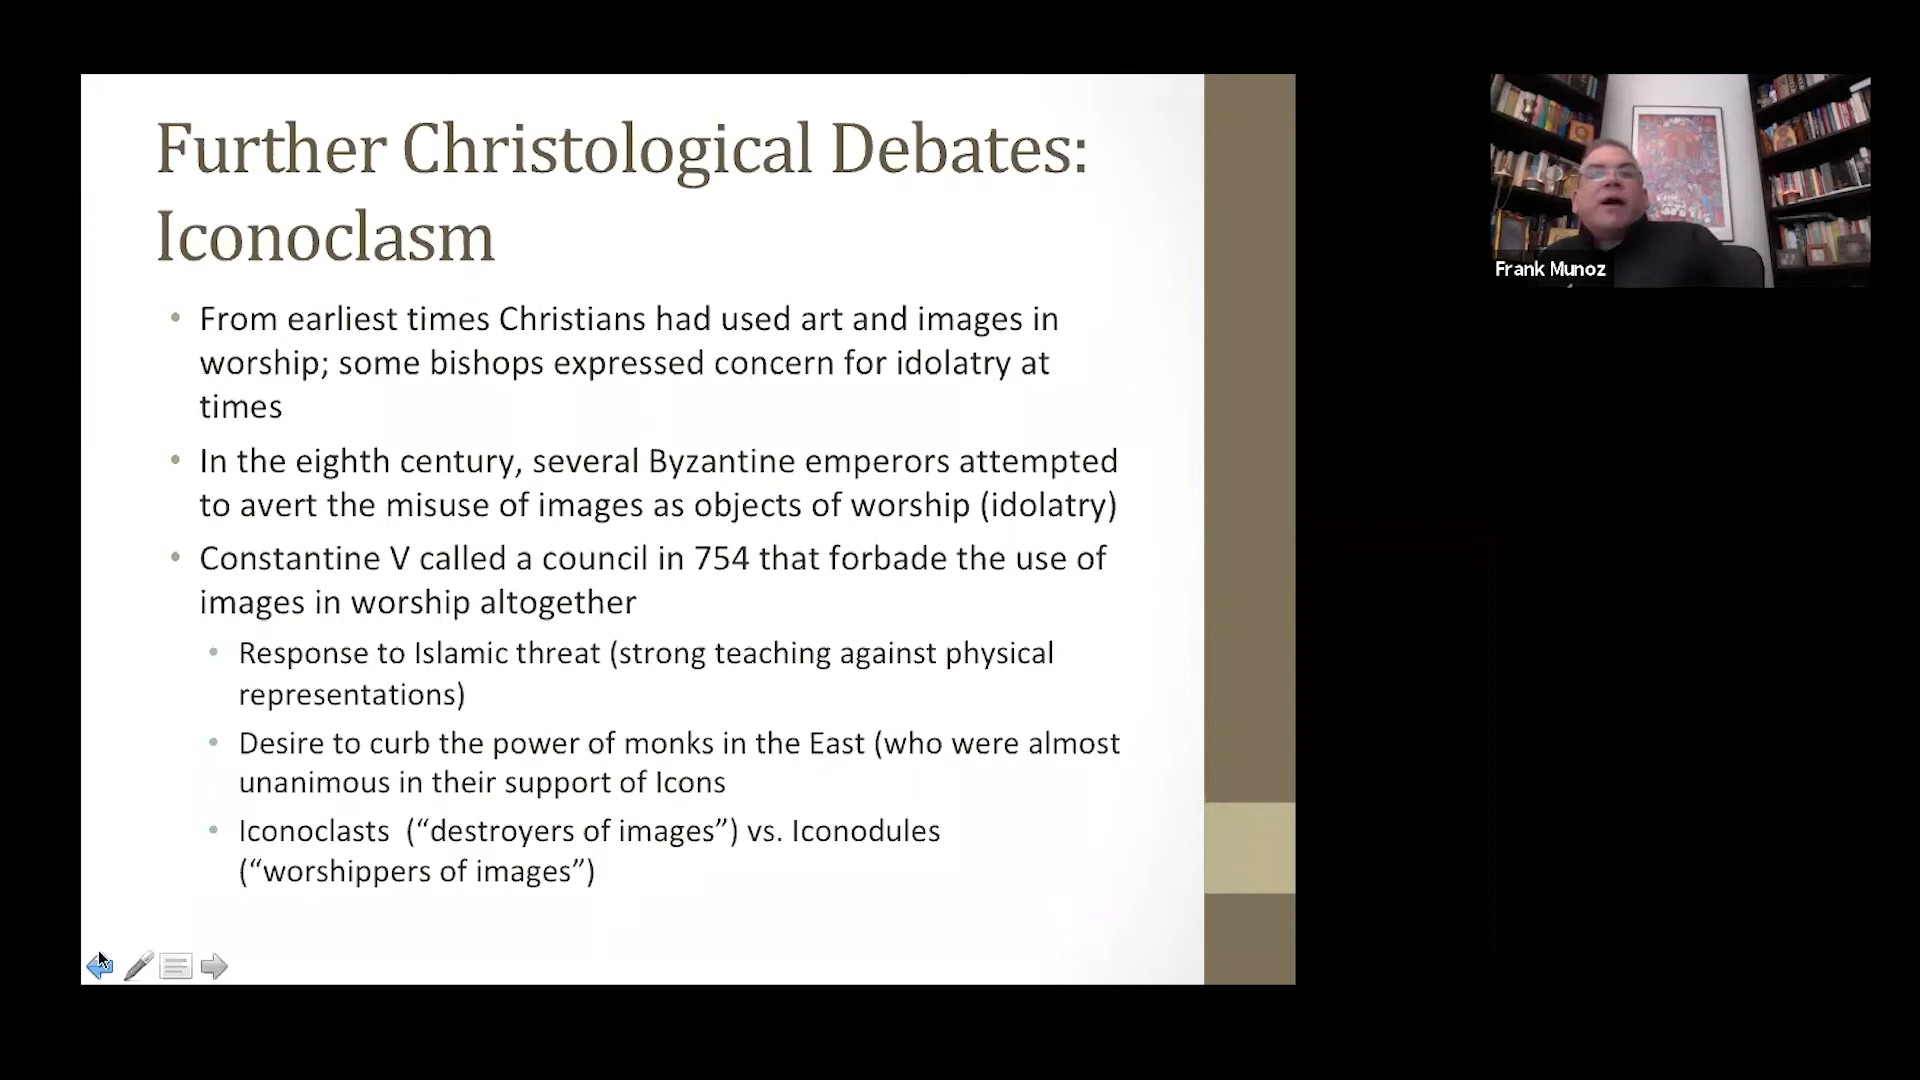 Further Christological Debates:
Iconoclasm
• From earliest times Christians had used art and images in
worship; some bishops expressed concern for idolatry at
times
• In the eighth century, several Byzantine emperors attempted
to avert the misuse of images as objects of worship (idolatry)
• Constantine V called a council in 754 that forbade the use of
images in worship altogether
• Response to Islamic threat (strong teaching against physical
representations)
• Desire to curb the power of monks in the East (who were almost
unanimous in their support of Icons
• Iconoclasts  (“destroyers of images”) vs. Iconodules
(“worshippers of images”)
Frank Munoz